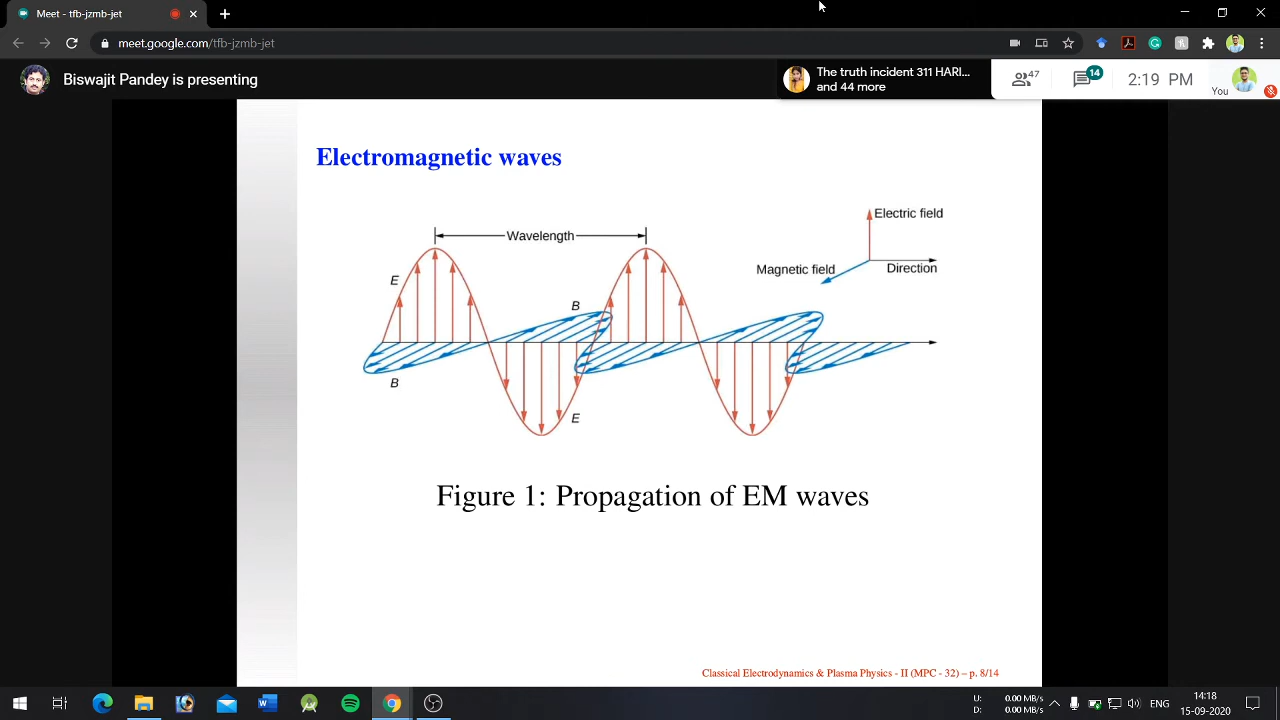 Meet - tfb-jzmb-jet
meet.google.com/tfb-jzmb-jet
Biswajit Pandey is presenting
The truth incident 311 HARI...
and 44 more
47
14
2:19 PM
You
Electromagnetic waves
Electric field
Wavelength
Magnetic field
Direction
E
B
B
E
Figure 1: Propagation of EM waves
Classical Electrodynamics & Plasma Physics - II (MPC - 32) – p. 8/14
U: 0.00 MB/s
D: 0.00 MB/s
ENG
14:18
15-09-2020